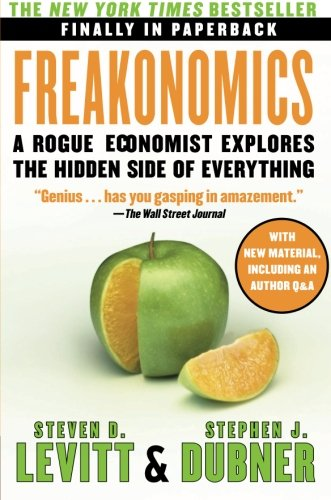 THE NEW YORK TIMES BESTSELLER
FINALLY IN PAPERBACK
FREAKONOMICS
A ROGUE ECONOMIST EXPLORES
THE HIDDEN SIDE OF EVERYTHING
“Genius . . . has you gasping in amazement.”
—The Wall Street Journal
WITH
NEW MATERIAL,
INCLUDING AN
AUTHOR Q&A
STEVEN D.
LEVITT
&
STEPHEN J.
DUBNER